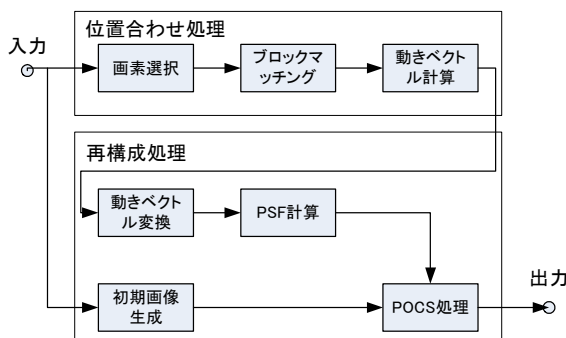 位置合わせ処理
入力
画素選択
ブロックマ
ッチング
動きベクト
ル計算
再構成処理
動きベクト
ル変換
PSF計算
初期画像
生成
POCS処理
出力